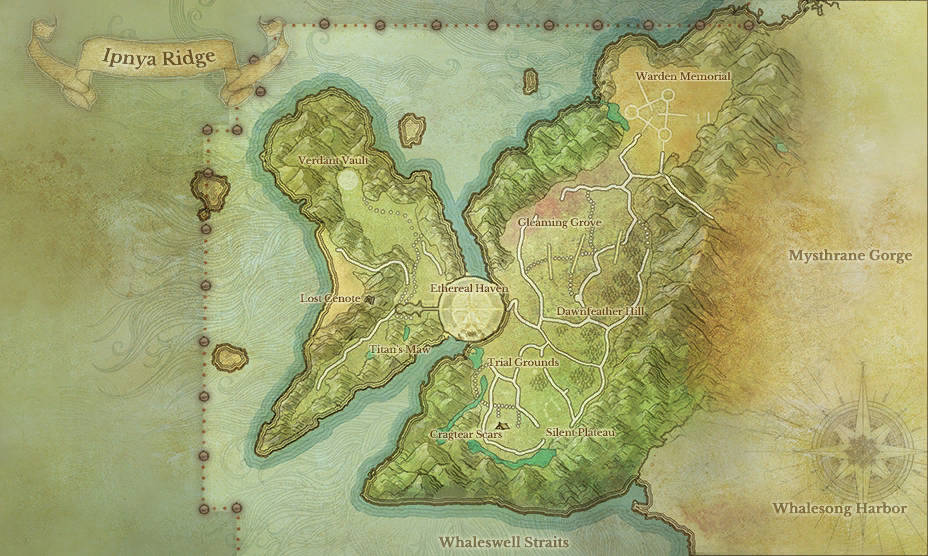 Ipnya Ridge
Warden Memorial
Verdant Vault
Gleaming Grove
Mysthrane Gorge
Ethereal Haven
Lost Cenote
Dawnfeather Hill
Titan's Maw
Trial Grounds
Cragtear Scars
Silent Plateau
Whalesong Harbor
Whaleswell Straits